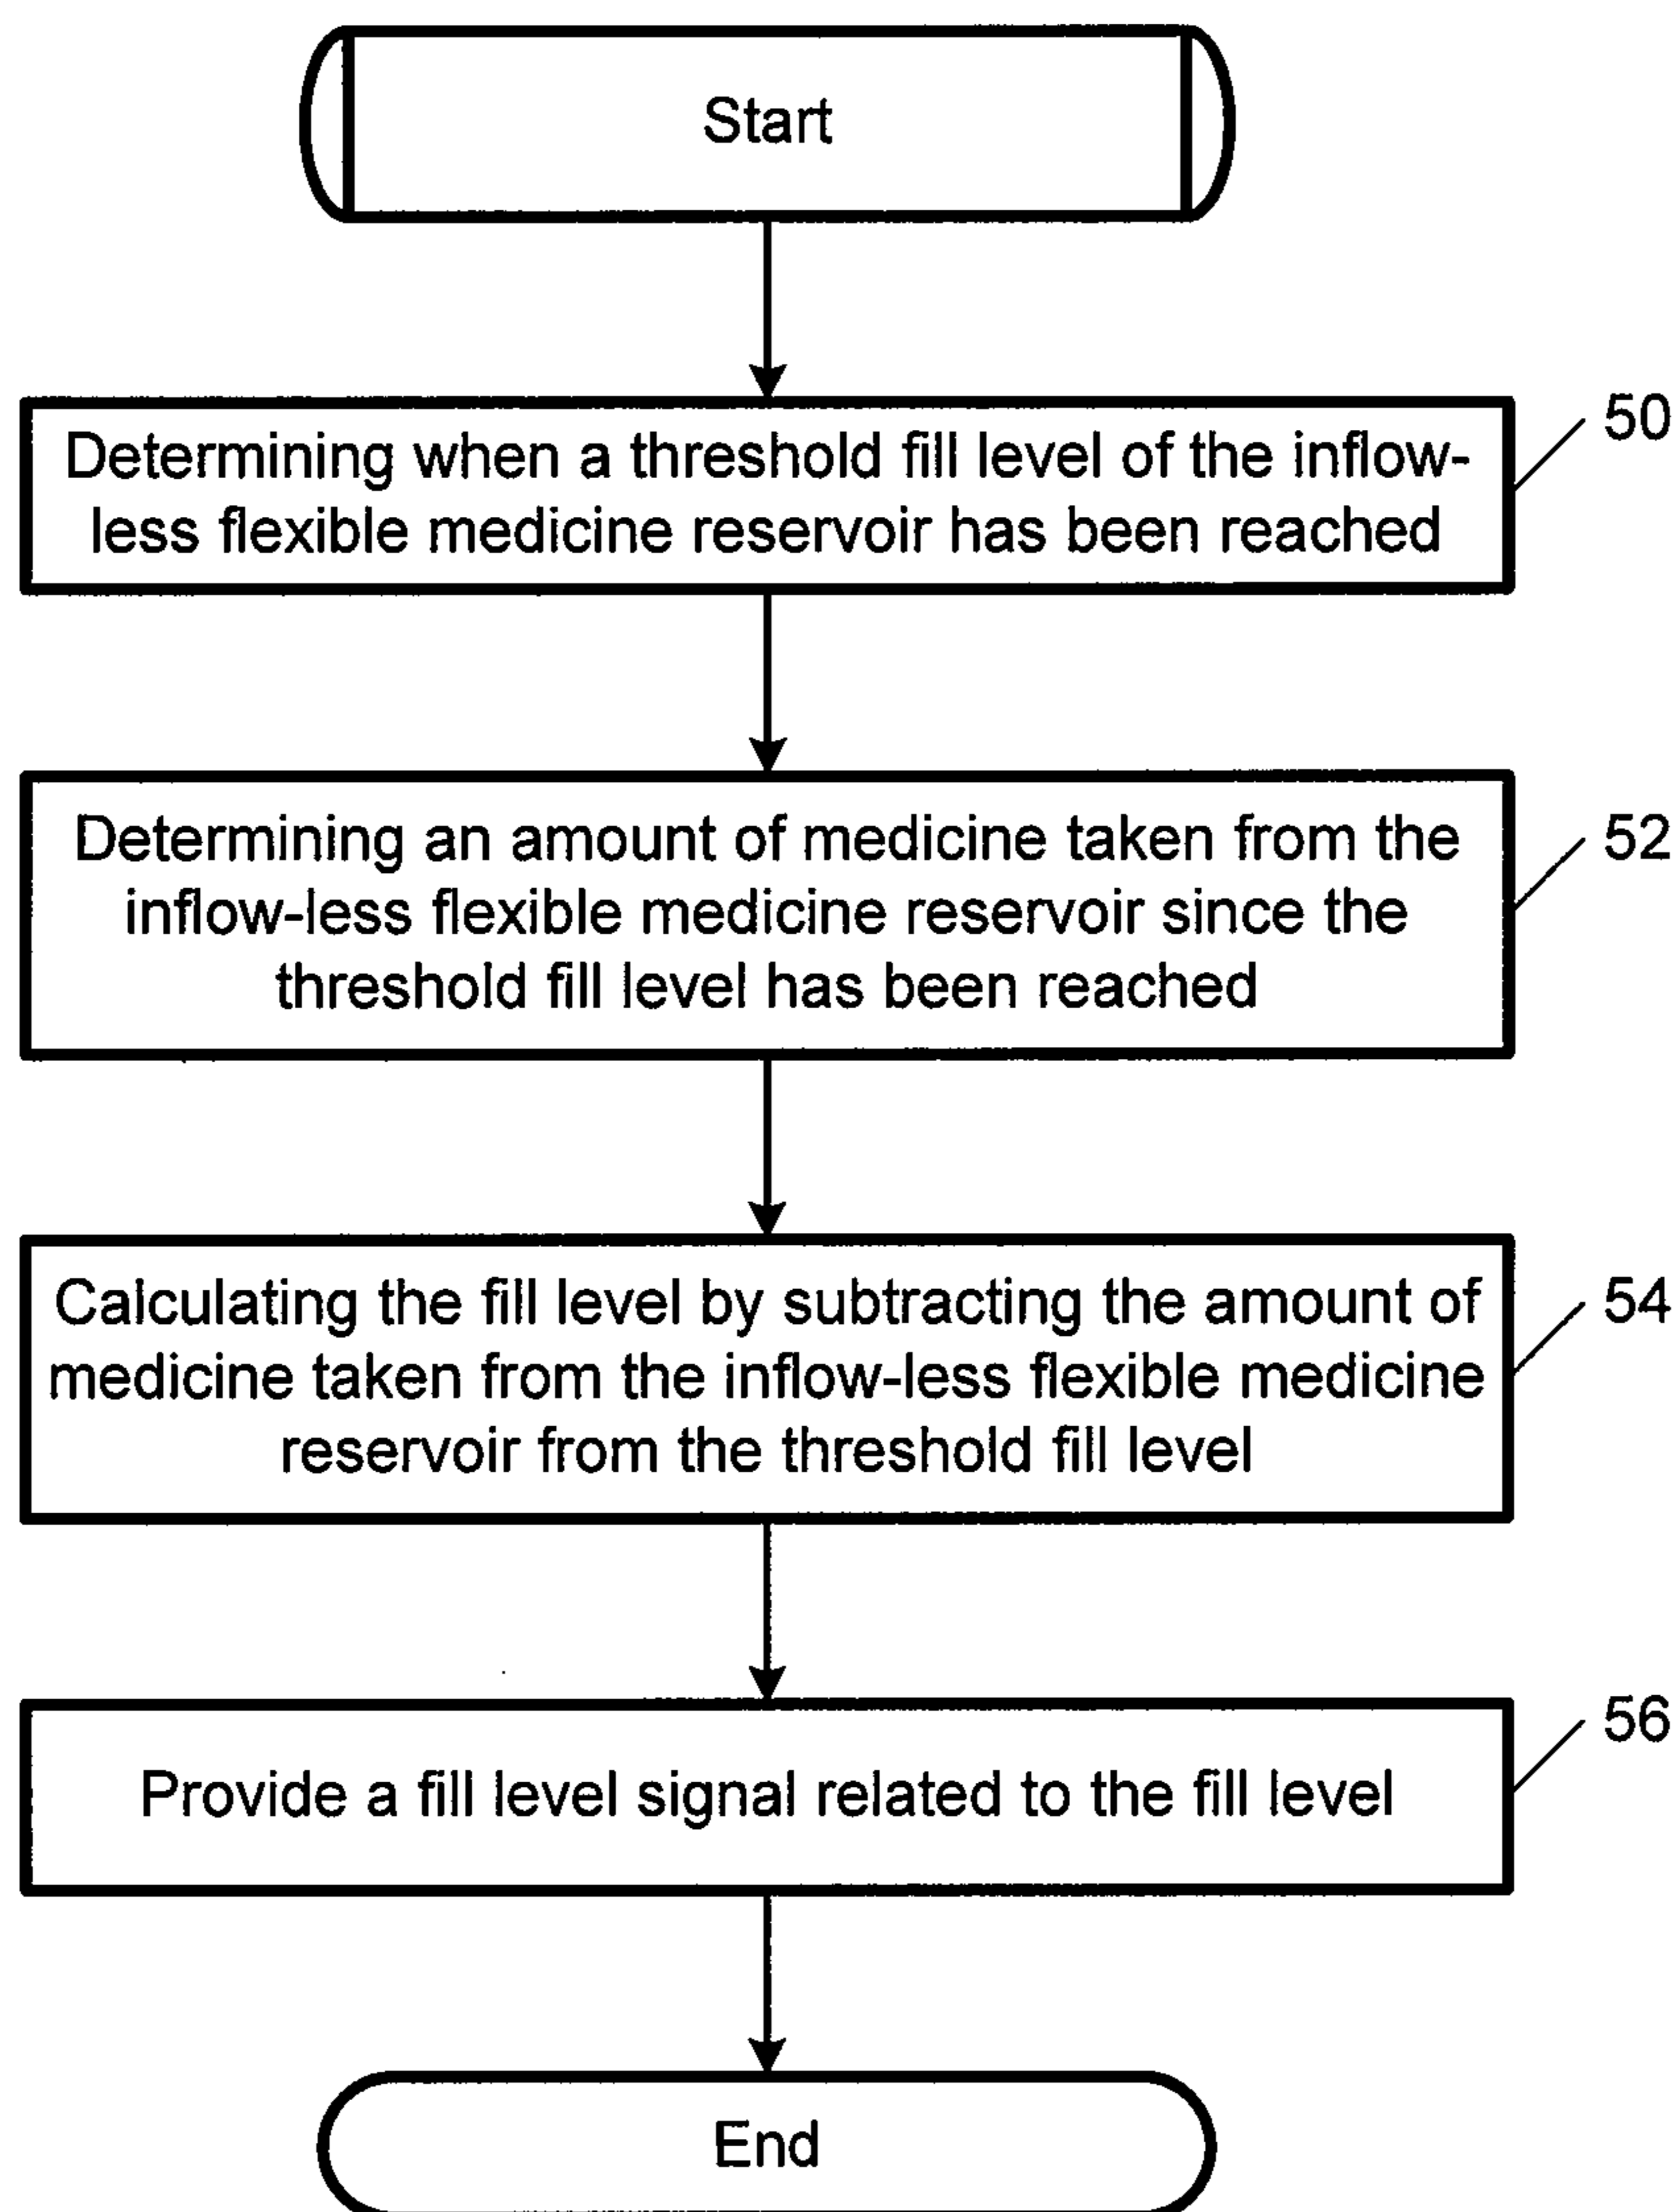 Start
Determining when a threshold fill level of the inflow-
less flexible medicine reservoir has been reached
50
Determining an amount of medicine taken from the
inflow-less flexible medicine reservoir since the
threshold fill level has been reached
52
Calculating the fill level by subtracting the amount of
medicine taken from the inflow-less flexible medicine
reservoir from the threshold fill level
54
Provide a fill level signal related to the fill level
56
End